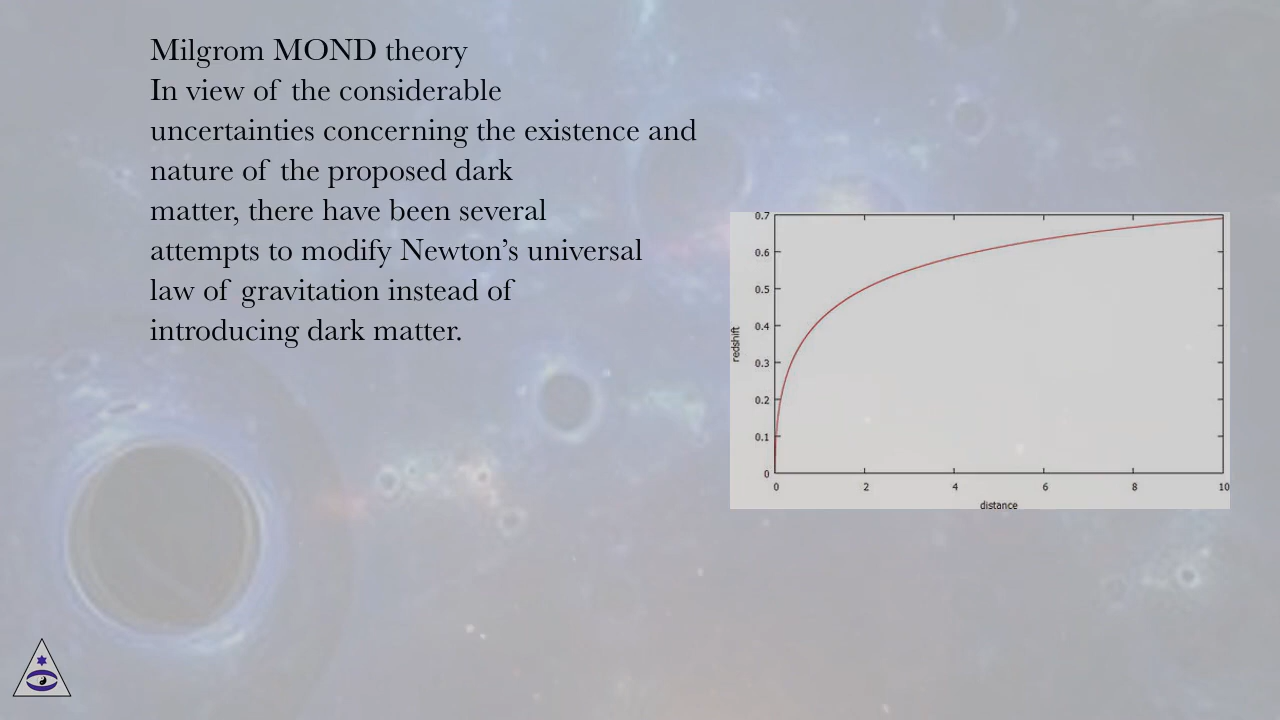 Milgrom MOND theory
In view of the considerable
uncertainties concerning the existence and
nature of the proposed dark
matter, there have been several
attempts to modify Newton’s universal
law of gravitation instead of
introducing dark matter.
0.7
0.6
0.5
0.4
redshift
0.3
0.2
0.1
0
0 2 4 6 8 10
distance